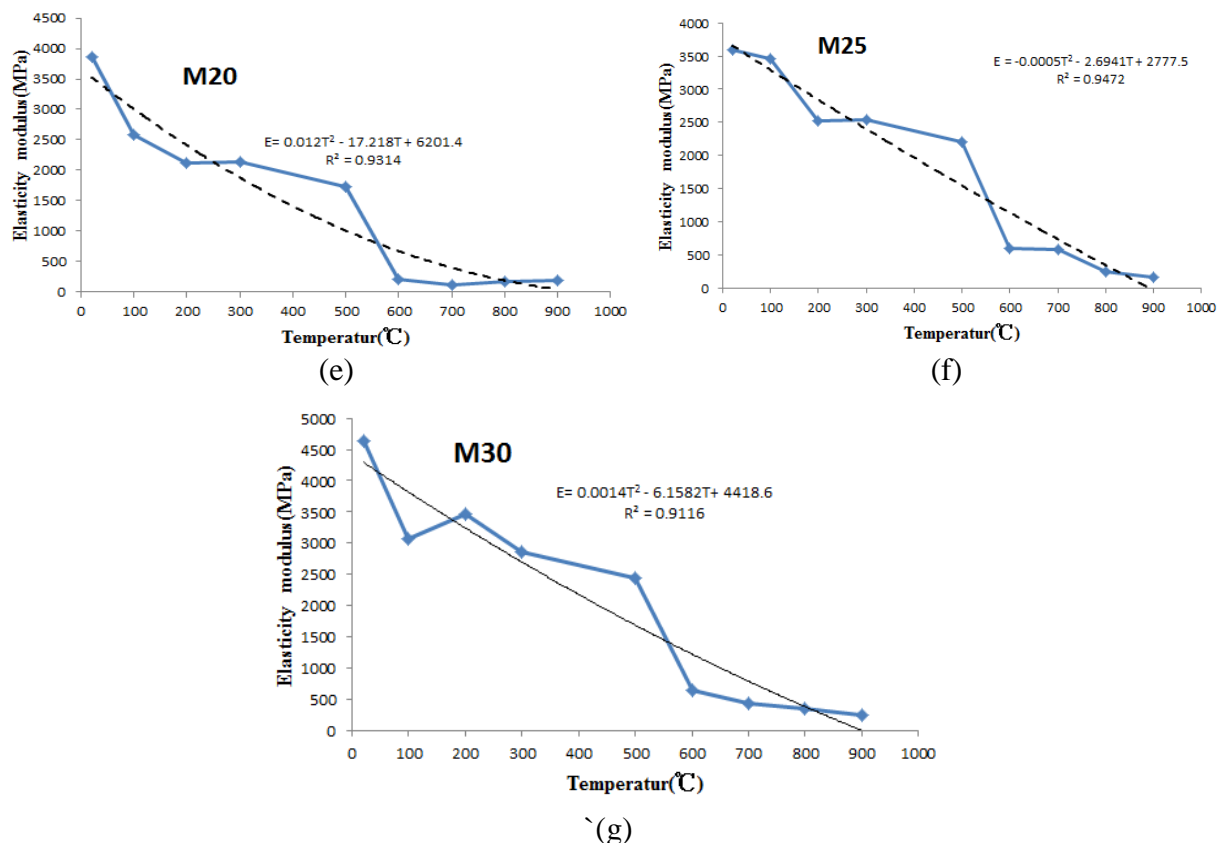 M20
E= 0.012T² - 17.218T + 6201.4
R² = 0.9314
Elasticity modulus(MPa)
4500
4000
3500
3000
2500
2000
1500
1000
500
0
0 100 200 300 400 500 600 700 800 900 1000
Temperatur(℃)
(e)
M25
E = -0.0005T² - 2.6941T + 2777.5
R² = 0.9472
Elasticity modulus(MPa)
4000
3500
3000
2500
2000
1500
1000
500
0
0 100 200 300 400 500 600 700 800 900 1000
Temperatur(℃)
(f)
M30
E= 0.0014T² - 6.1582T+ 4418.6
R² = 0.9116
Elasticity modulus(MPa)
5000
4500
4000
3500
3000
2500
2000
1500
1000
500
0
0 100 200 300 400 500 600 700 800 900 1000
Temperatur(℃)
`(g)